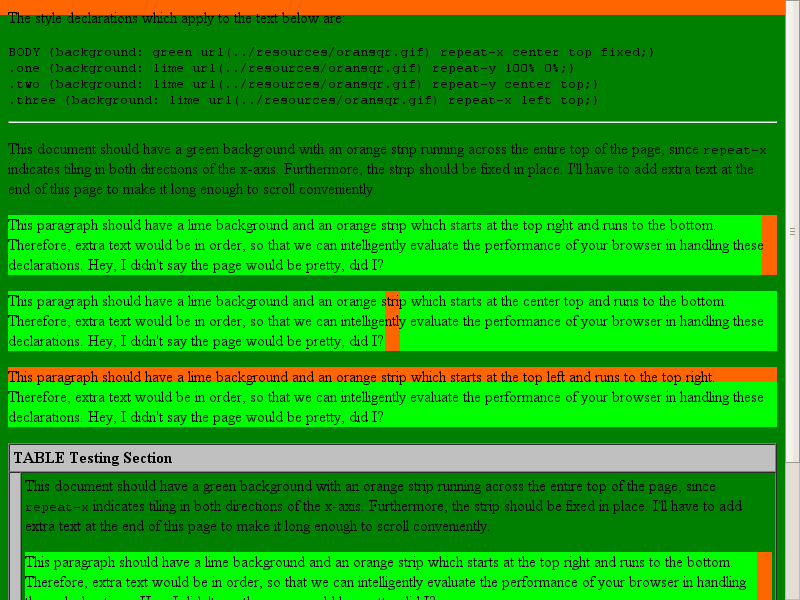 The style declarations which apply to the text below are:
BODY {background: green url(../resources/oransqr.gif) repeat-x center top fixed;}
.one {background: lime url(../resources/oransqr.gif) repeat-y 100% 0%;}
.two {background: lime url(../resources/oransqr.gif) repeat-y center top;}
.three {background: lime url(../resources/oransqr.gif) repeat-x left top;}
This document should have a green background with an orange strip running across the entire top of the page, since repeat-x
indicates tiling in both directions of the x-axis. Furthermore, the strip should be fixed in place. I'll have to add extra text at the
end of this page to make it long enough to scroll conveniently.
This paragraph should have a lime background and an orange strip which starts at the top right and runs to the bottom.
Therefore, extra text would be in order, so that we can intelligently evaluate the performance of your browser in handling these
declarations. Hey, I didn't say the page would be pretty, did I?
This paragraph should have a lime background and an orange strip which starts at the center top and runs to the bottom.
Therefore, extra text would be in order, so that we can intelligently evaluate the performance of your browser in handling these
declarations. Hey, I didn't say the page would be pretty, did I?
This paragraph should have a lime background and an orange strip which starts at the top left and runs to the top right.
Therefore, extra text would be in order, so that we can intelligently evaluate the performance of your browser in handling these
declarations. Hey, I didn't say the page would be pretty, did I?
TABLE Testing Section
This document should have a green background with an orange strip running across the entire top of the page, since
repeat-x indicates tiling in both directions of the x-axis. Furthermore, the strip should be fixed in place. I'll have to add
extra text at the end of this page to make it long enough to scroll conveniently.
This paragraph should have a lime background and an orange strip which starts at the top right and runs to the bottom.
Therefore, extra text would be in order, so that we can intelligently evaluate the performance of your browser in handling